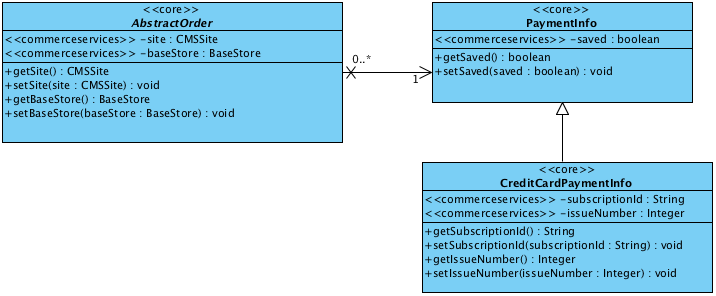 <<core>>
AbstractOrder
<<commerceservices>> -site : CMSSite
<<commerceservices>> -baseStore : BaseStore
+getSite() : CMSSite
+setSite(site : CMSSite) : void
+getBaseStore() : BaseStore
+setBaseStore(baseStore : BaseStore) : void
0..*
1
<<core>>
PaymentInfo
<<commerceservices>> -saved : boolean
+getSaved() : boolean
+setSaved(saved : boolean) : void
<<core>>
CreditCardPaymentInfo
<<commerceservices>> -subscriptionId : String
<<commerceservices>> -issueNumber : Integer
+getSubscriptionId() : String
+setSubscriptionId(subscriptionId : String) : void
+getIssueNumber() : Integer
+setIssueNumber(issueNumber : Integer) : void